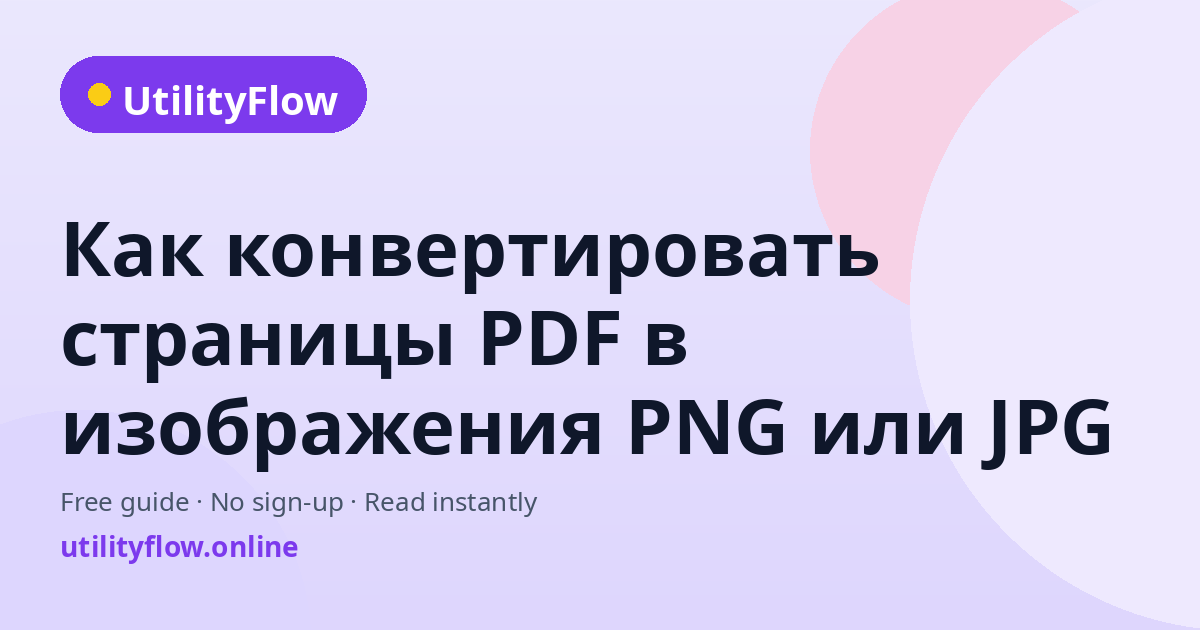 UtilityFlow
Как конвертировать
страницы PDF в
изображения PNG или JPG
Free guide · No sign-up · Read instantly
utilityflow.online